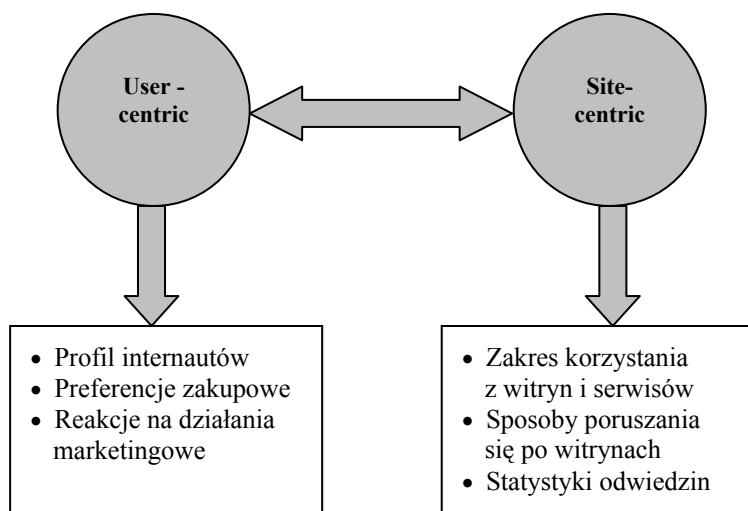 User -
centric
Site-
centric
• Profil internautów
• Preferencje zakupowe
• Reakcje na działania
marketingowe
• Zakres korzystania
z witryn i serwisów
• Sposoby poruszania
się po witrynach
• Statystyki odwiedzin